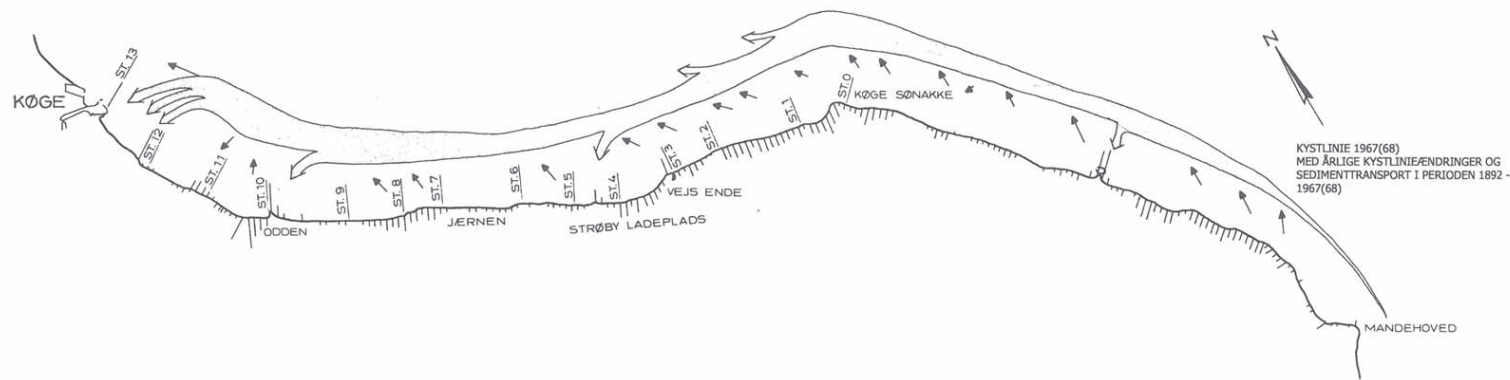 KØGE
ST. 13
ST. 12
ST. 11
ST. 10
ODDEN
ST. 9
ST. 8
ST. 7
JÆRNEN
ST. 6
ST. 5
ST. 4
STRØBY LADEPLADS
ST. 3
VEJS ENDE
ST. 2
ST. 1
ST. 0
KØGE SØNAKKE
N
KYSTLINIE 1967(68)
MED ÅRLIGE KYSTLINIEÆNDRINGER OG
SEDIMENTTRANSPORT I PERIODEN 1892 -
1967(68)
MANDEHOVED